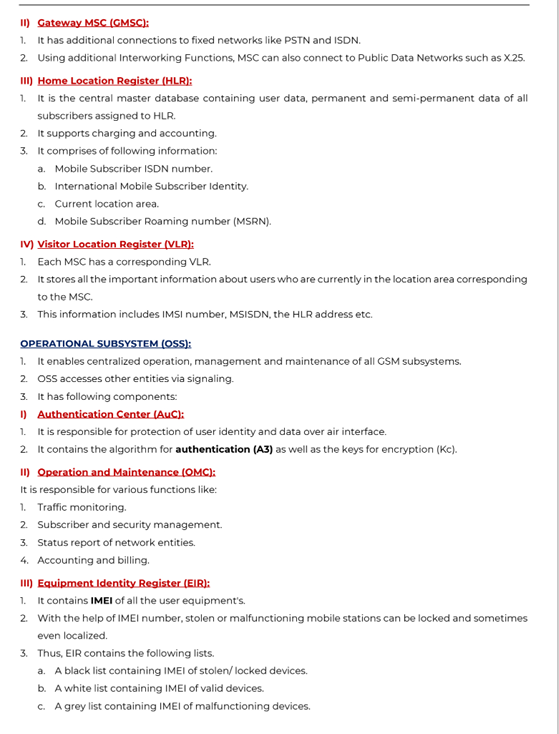 II) Gateway MSC (GMSC):
1. It has additional connections to fixed networks like PSTN and ISDN.
2. Using additional Interworking Functions, MSC can also connect to Public Data Networks such as X.25.
III) Home Location Register (HLR):
1. It is the central master database containing user data, permanent and semi-permanent data of all
subscribers assigned to HLR.
2. It supports charging and accounting.
3. It comprises of following information:
a. Mobile Subscriber ISDN number.
b. International Mobile Subscriber Identity.
c. Current location area.
d. Mobile Subscriber Roaming number (MSRN).
IV) Visitor Location Register (VLR):
1. Each MSC has a corresponding VLR.
2. It stores all the important information about users who are currently in the location area corresponding
to the MSC.
3. This information includes IMSI number, MSISDN, the HLR address etc.
OPERATIONAL SUBSYSTEM (OSS):
1. It enables centralized operation, management and maintenance of all GSM subsystems.
2. OSS accesses other entities via signaling.
3. It has following components:
I) Authentication Center (AuC):
1. It is responsible for protection of user identity and data over air interface.
2. It contains the algorithm for authentication (A3) as well as the keys for encryption (Kc).
II) Operation and Maintenance (OMC):
It is responsible for various functions like:
1. Traffic monitoring.
2. Subscriber and security management.
3. Status report of network entities.
4. Accounting and billing.
III) Equipment Identity Register (EIR):
1. It contains IMEI of all the user equipment's.
2. With the help of IMEI number, stolen or malfunctioning mobile stations can be locked and sometimes
even localized.
3. Thus, EIR contains the following lists.
a. A black list containing IMEI of stolen/ locked devices.
b. A white list containing IMEI of valid devices.
c. A grey list containing IMEI of malfunctioning devices.